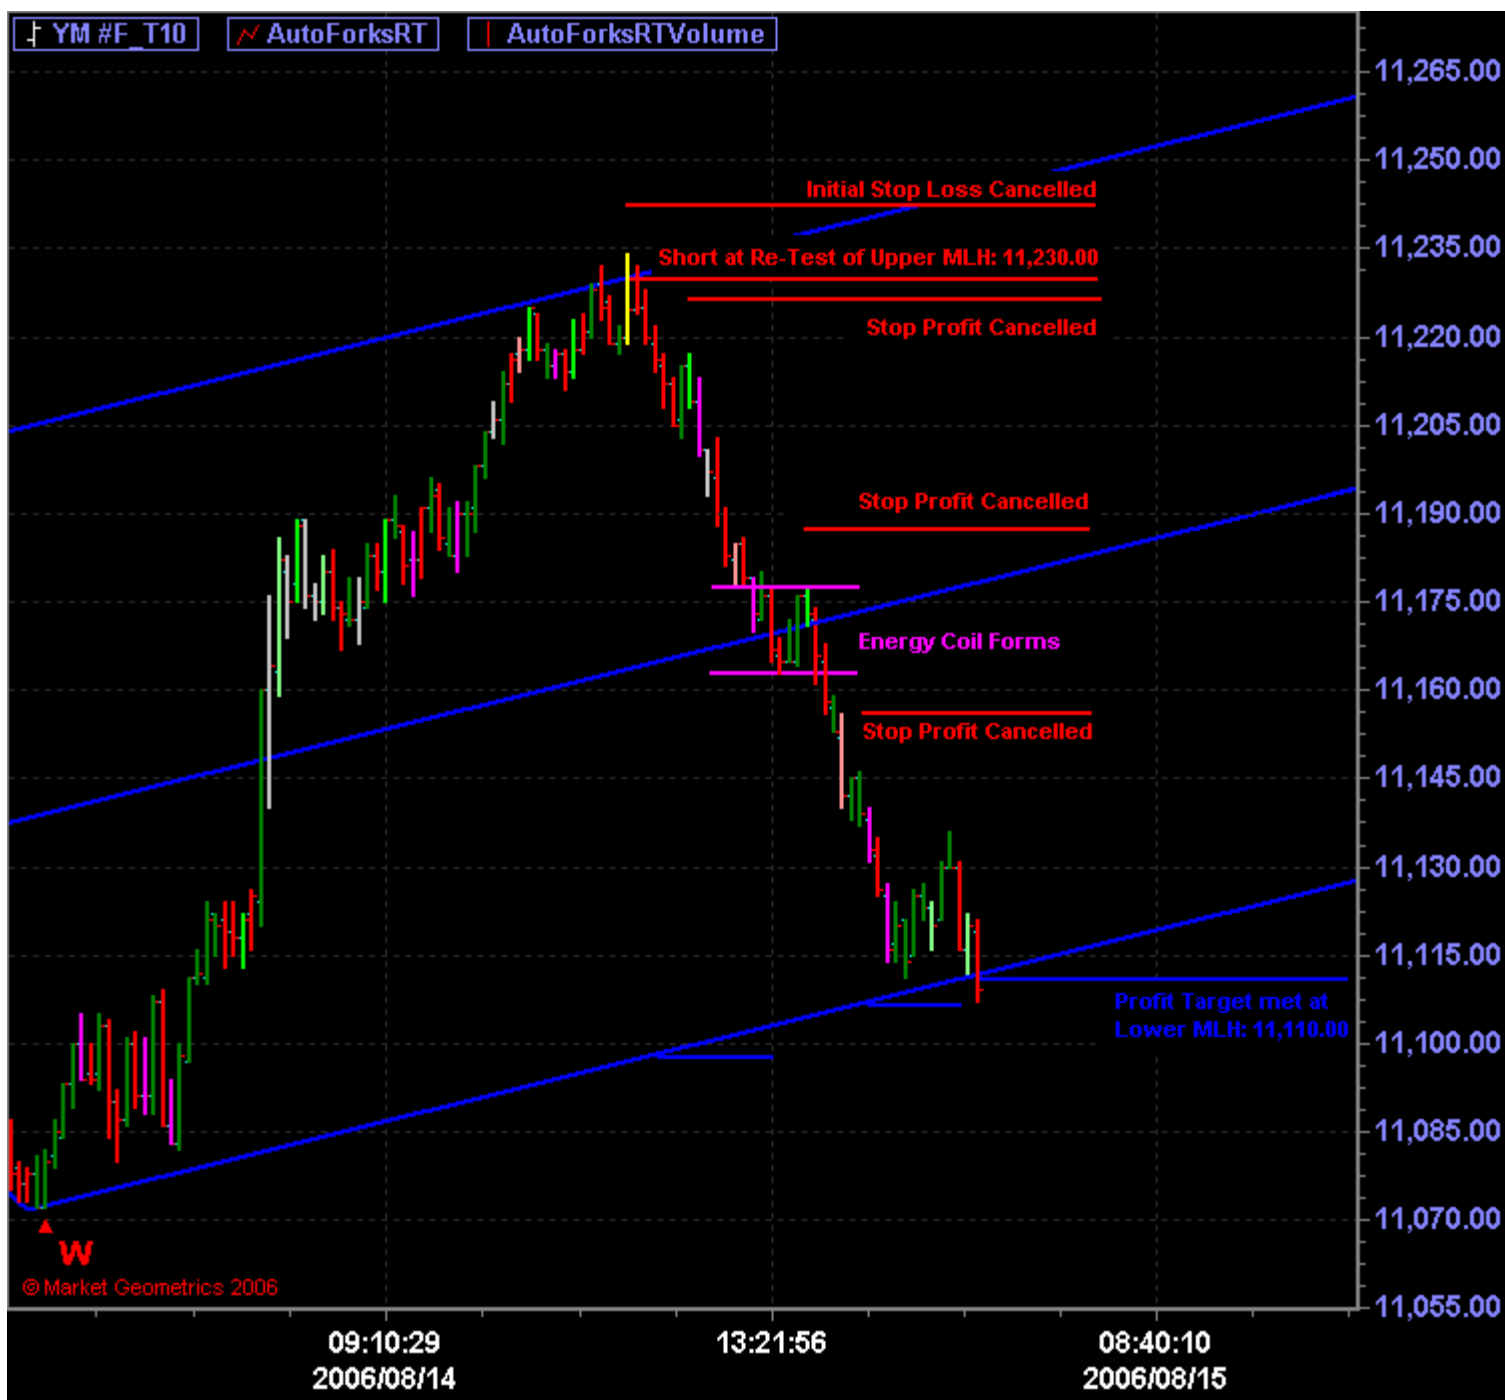 YM #F_T10 AutoForksRT AutoForksRTVolume
11,265.00
11,250.00
Initial Stop Loss Cancelled
11,235.00
Short at Re-Test of Upper MLH: 11,230.00
Stop Profit Cancelled
11,220.00
11,205.00
Stop Profit Cancelled
11,190.00
11,175.00
Energy Coil Forms
11,160.00
Stop Profit Cancelled
11,145.00
11,130.00
11,115.00
Profit Target met at
Lower MLH: 11,110.00
11,100.00
11,085.00
11,070.00
W
© Market Geometrics 2006
11,055.00
09:10:29 13:21:56 08:40:10
2006/08/14 2006/08/15